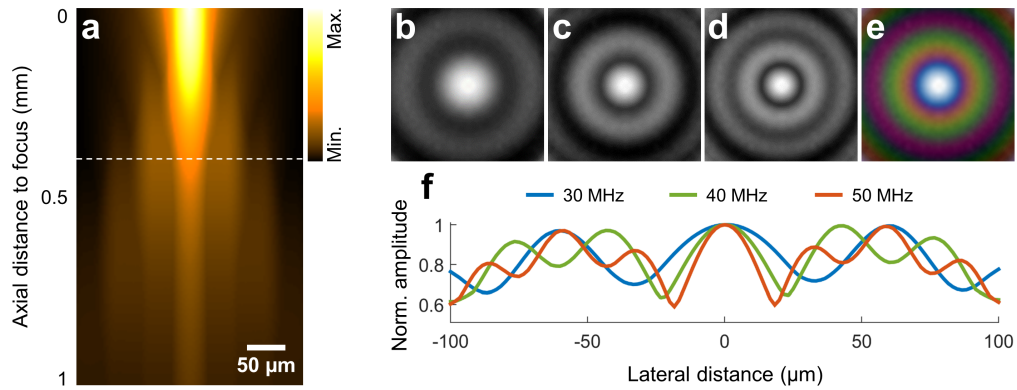 a
0
0.5
1
Axial distance to focus (mm)
Max.
Min.
50 µm
b
c
d
e
f
30 MHz
40 MHz
50 MHz
1
0.8
0.6
Norm. amplitude
-100
-50
0
50
100
Lateral distance (µm)